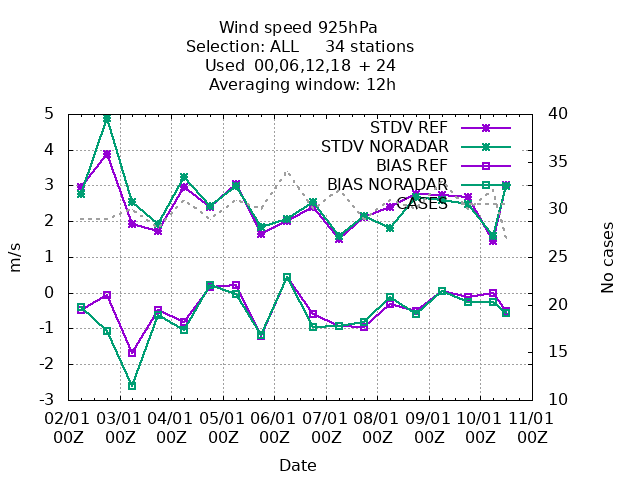 Wind speed 925hPa
Selection: ALL 34 stations
Used 00,06,12,18 + 24
Averaging window: 12h
STDV REF
STDV NORADAR
BIAS REF
BIAS NORADAR
CASES
5
4
3
2
1
0
-1
-2
-3
m/s
40
35
30
25
20
15
10
No cases
02/01 03/01 04/01 05/01 06/01 07/01 08/01 09/01 10/01 11/01
00Z 00Z 00Z 00Z 00Z 00Z 00Z 00Z 00Z 00Z
Date